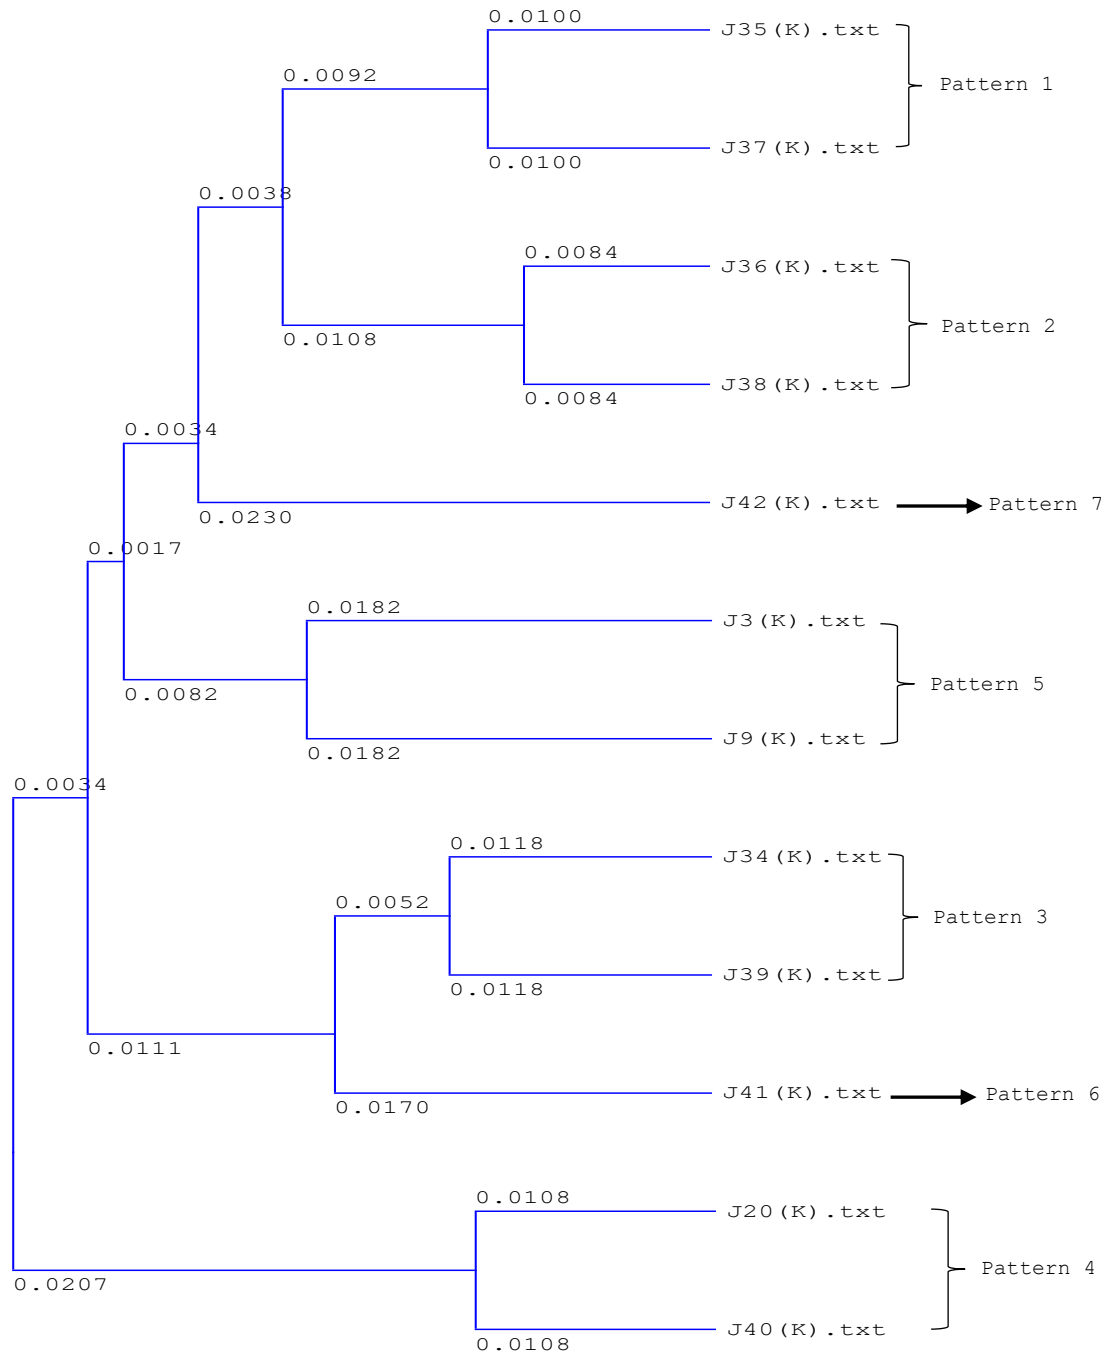 0.0100
J35(K).txt
0.0092
Pattern 1
J37(K).txt
0.0100
0.0038
0.0084
J36(K).txt
0.0108
Pattern 2
J38(K).txt
0.0084
0.0034
J42(K).txt
Pattern 7
0.0230
0.0017
0.0182
J3(K).txt
0.0082
Pattern 5
J9(K).txt
0.0182
0.0034
0.0118
J34(K).txt
0.0052
Pattern 3
J39(K).txt
0.0118
0.0111
J41(K).txt
Pattern 6
0.0170
0.0108
J20(K).txt
0.0207
Pattern 4
J40(K).txt
0.0108